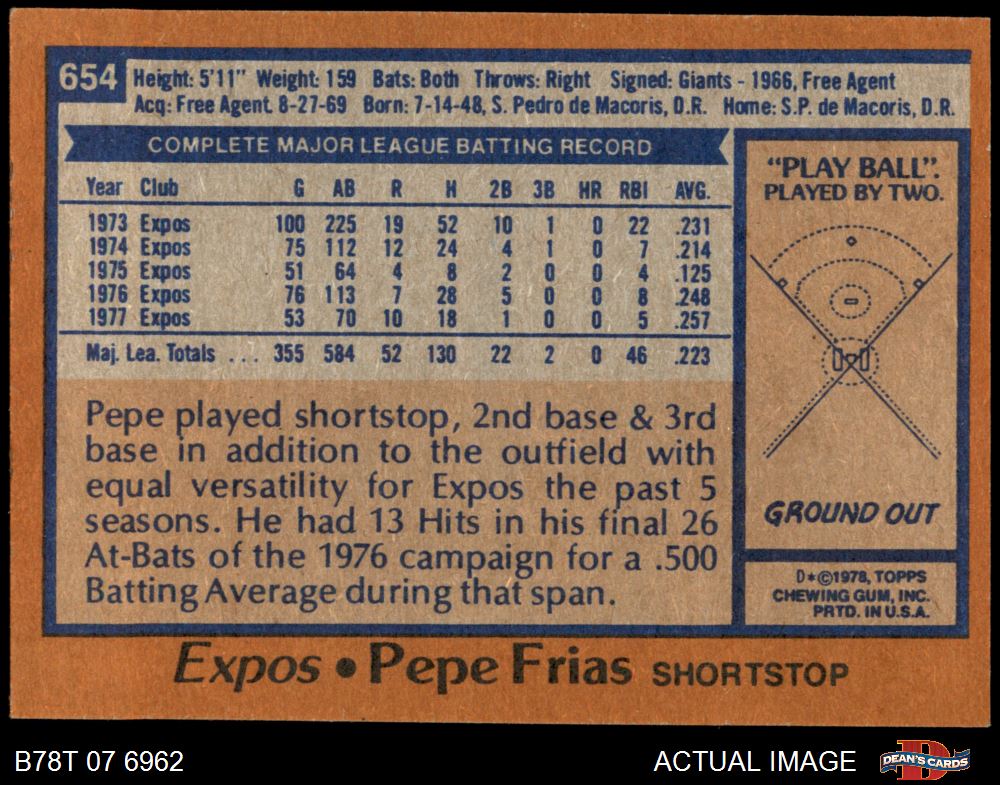 654
Height: 5'11" Weight: 159 Bats: Both Throws: Right Signed: Giants - 1966, Free Agent
Acq: Free Agent. 8-27-69 Born: 7-14-48, S. Pedro de Macoris, D.R. Home: S.P. de Macoris, D.R.
COMPLETE MAJOR LEAGUE BATTING RECORD
Year Club G AB R H 2B 3B HR RBI AVG.
1973 Expos 100 225 19 52 10 1 0 22 .231
1974 Expos 75 112 12 24 4 1 0 7 .214
1975 Expos 51 64 4 8 2 0 0 4 .125
1976 Expos 76 113 7 28 5 0 0 8 .248
1977 Expos 53 70 10 18 1 0 0 5 .257
Maj. Lea. Totals ... 355 584 52 130 22 2 0 46 .223
Pepe played shortstop, 2nd base & 3rd
base in addition to the outfield with
equal versatility for Expos the past 5
seasons. He had 13 Hits in his final 26
At-Bats of the 1976 campaign for a .500
Batting Average during that span.
"PLAY BALL".
PLAYED BY TWO.
GROUND OUT
D*©1978, TOPPS
CHEWING GUM, INC.
PRTD. IN U.S.A.
Expos • Pepe Frias SHORTSTOP
B78T 07 6962 ACTUAL IMAGE
D
DEAN'S CARDS